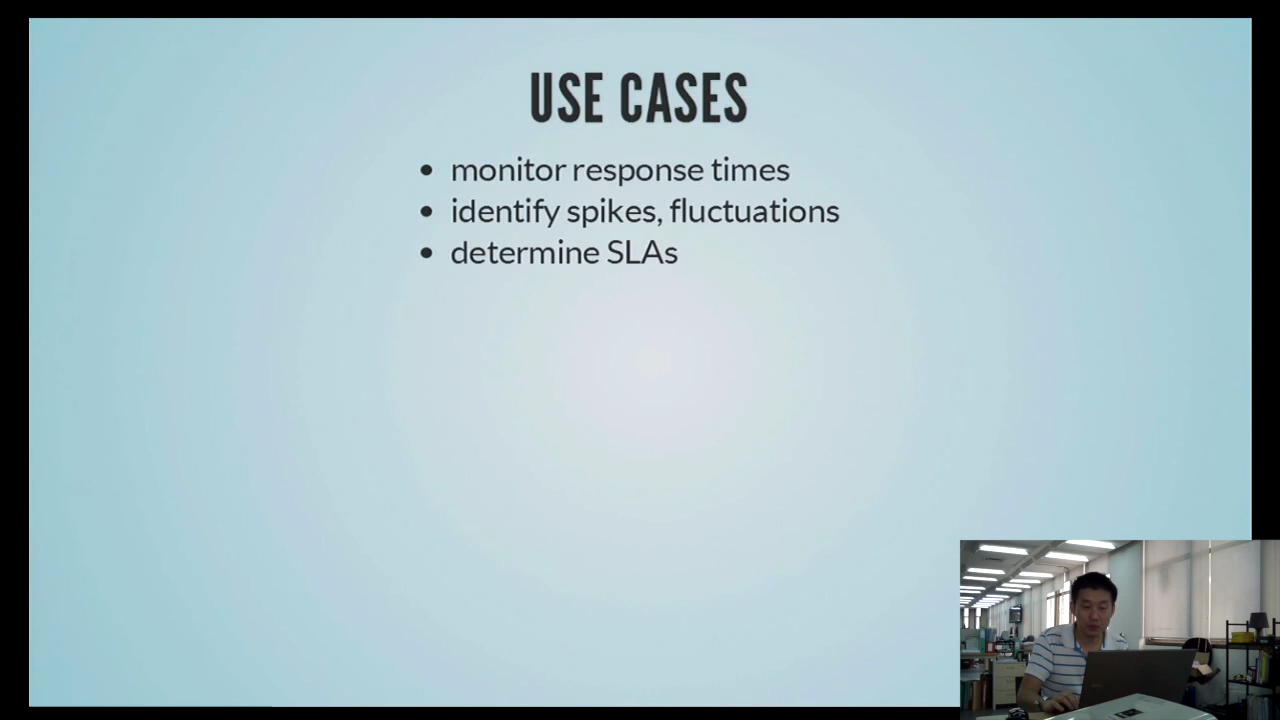 USE CASES
• monitor response times
• identify spikes, fluctuations
• determine SLAs